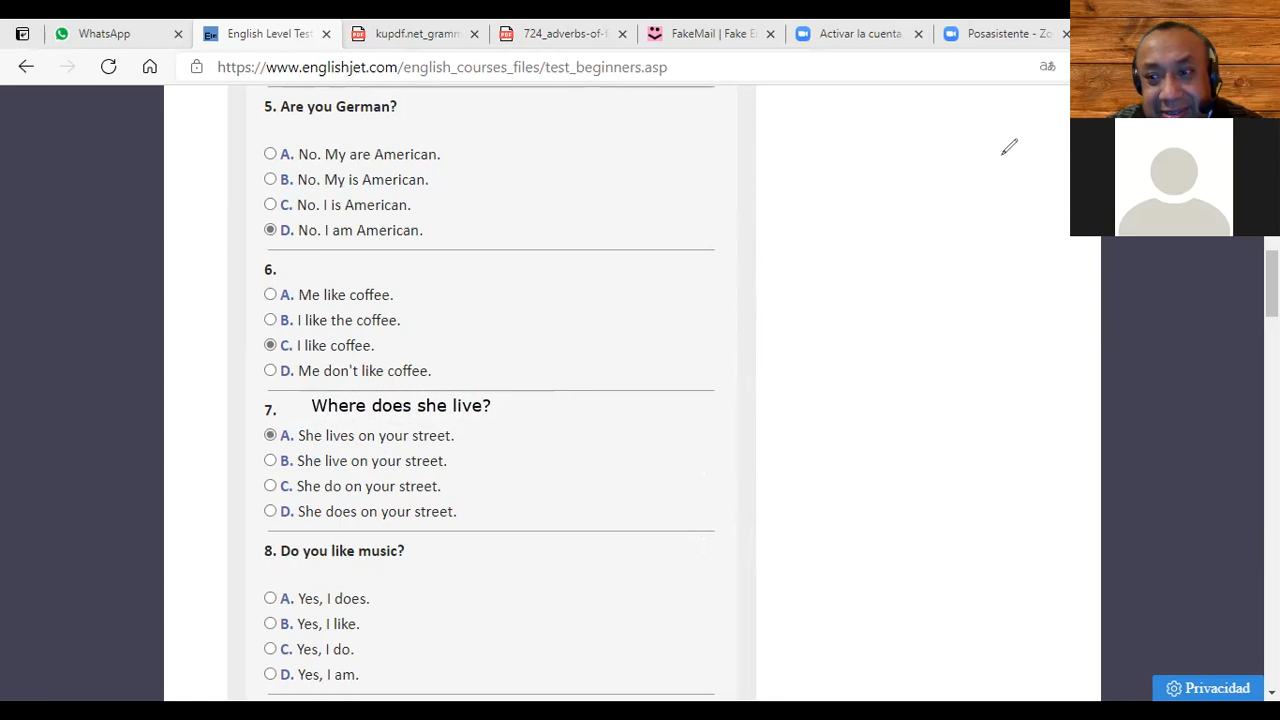 WhatsApp
English Level Test
kupdf.net_gramm
724_adverbs-of-f
FakeMail | Fake E
Activar la cuenta
Posasistente - Zo
https://www.englishjet.com/english_courses_files/test_beginners.asp
5. Are you German?
A. No. My are American.
B. No. My is American.
C. No. I is American.
D. No. I am American.
6.
A. Me like coffee.
B. I like the coffee.
C. I like coffee.
D. Me don't like coffee.
7. Where does she live?
A. She lives on your street.
B. She live on your street.
C. She do on your street.
D. She does on your street.
8. Do you like music?
A. Yes, I does.
B. Yes, I like.
C. Yes, I do.
D. Yes, I am.
Privacidad